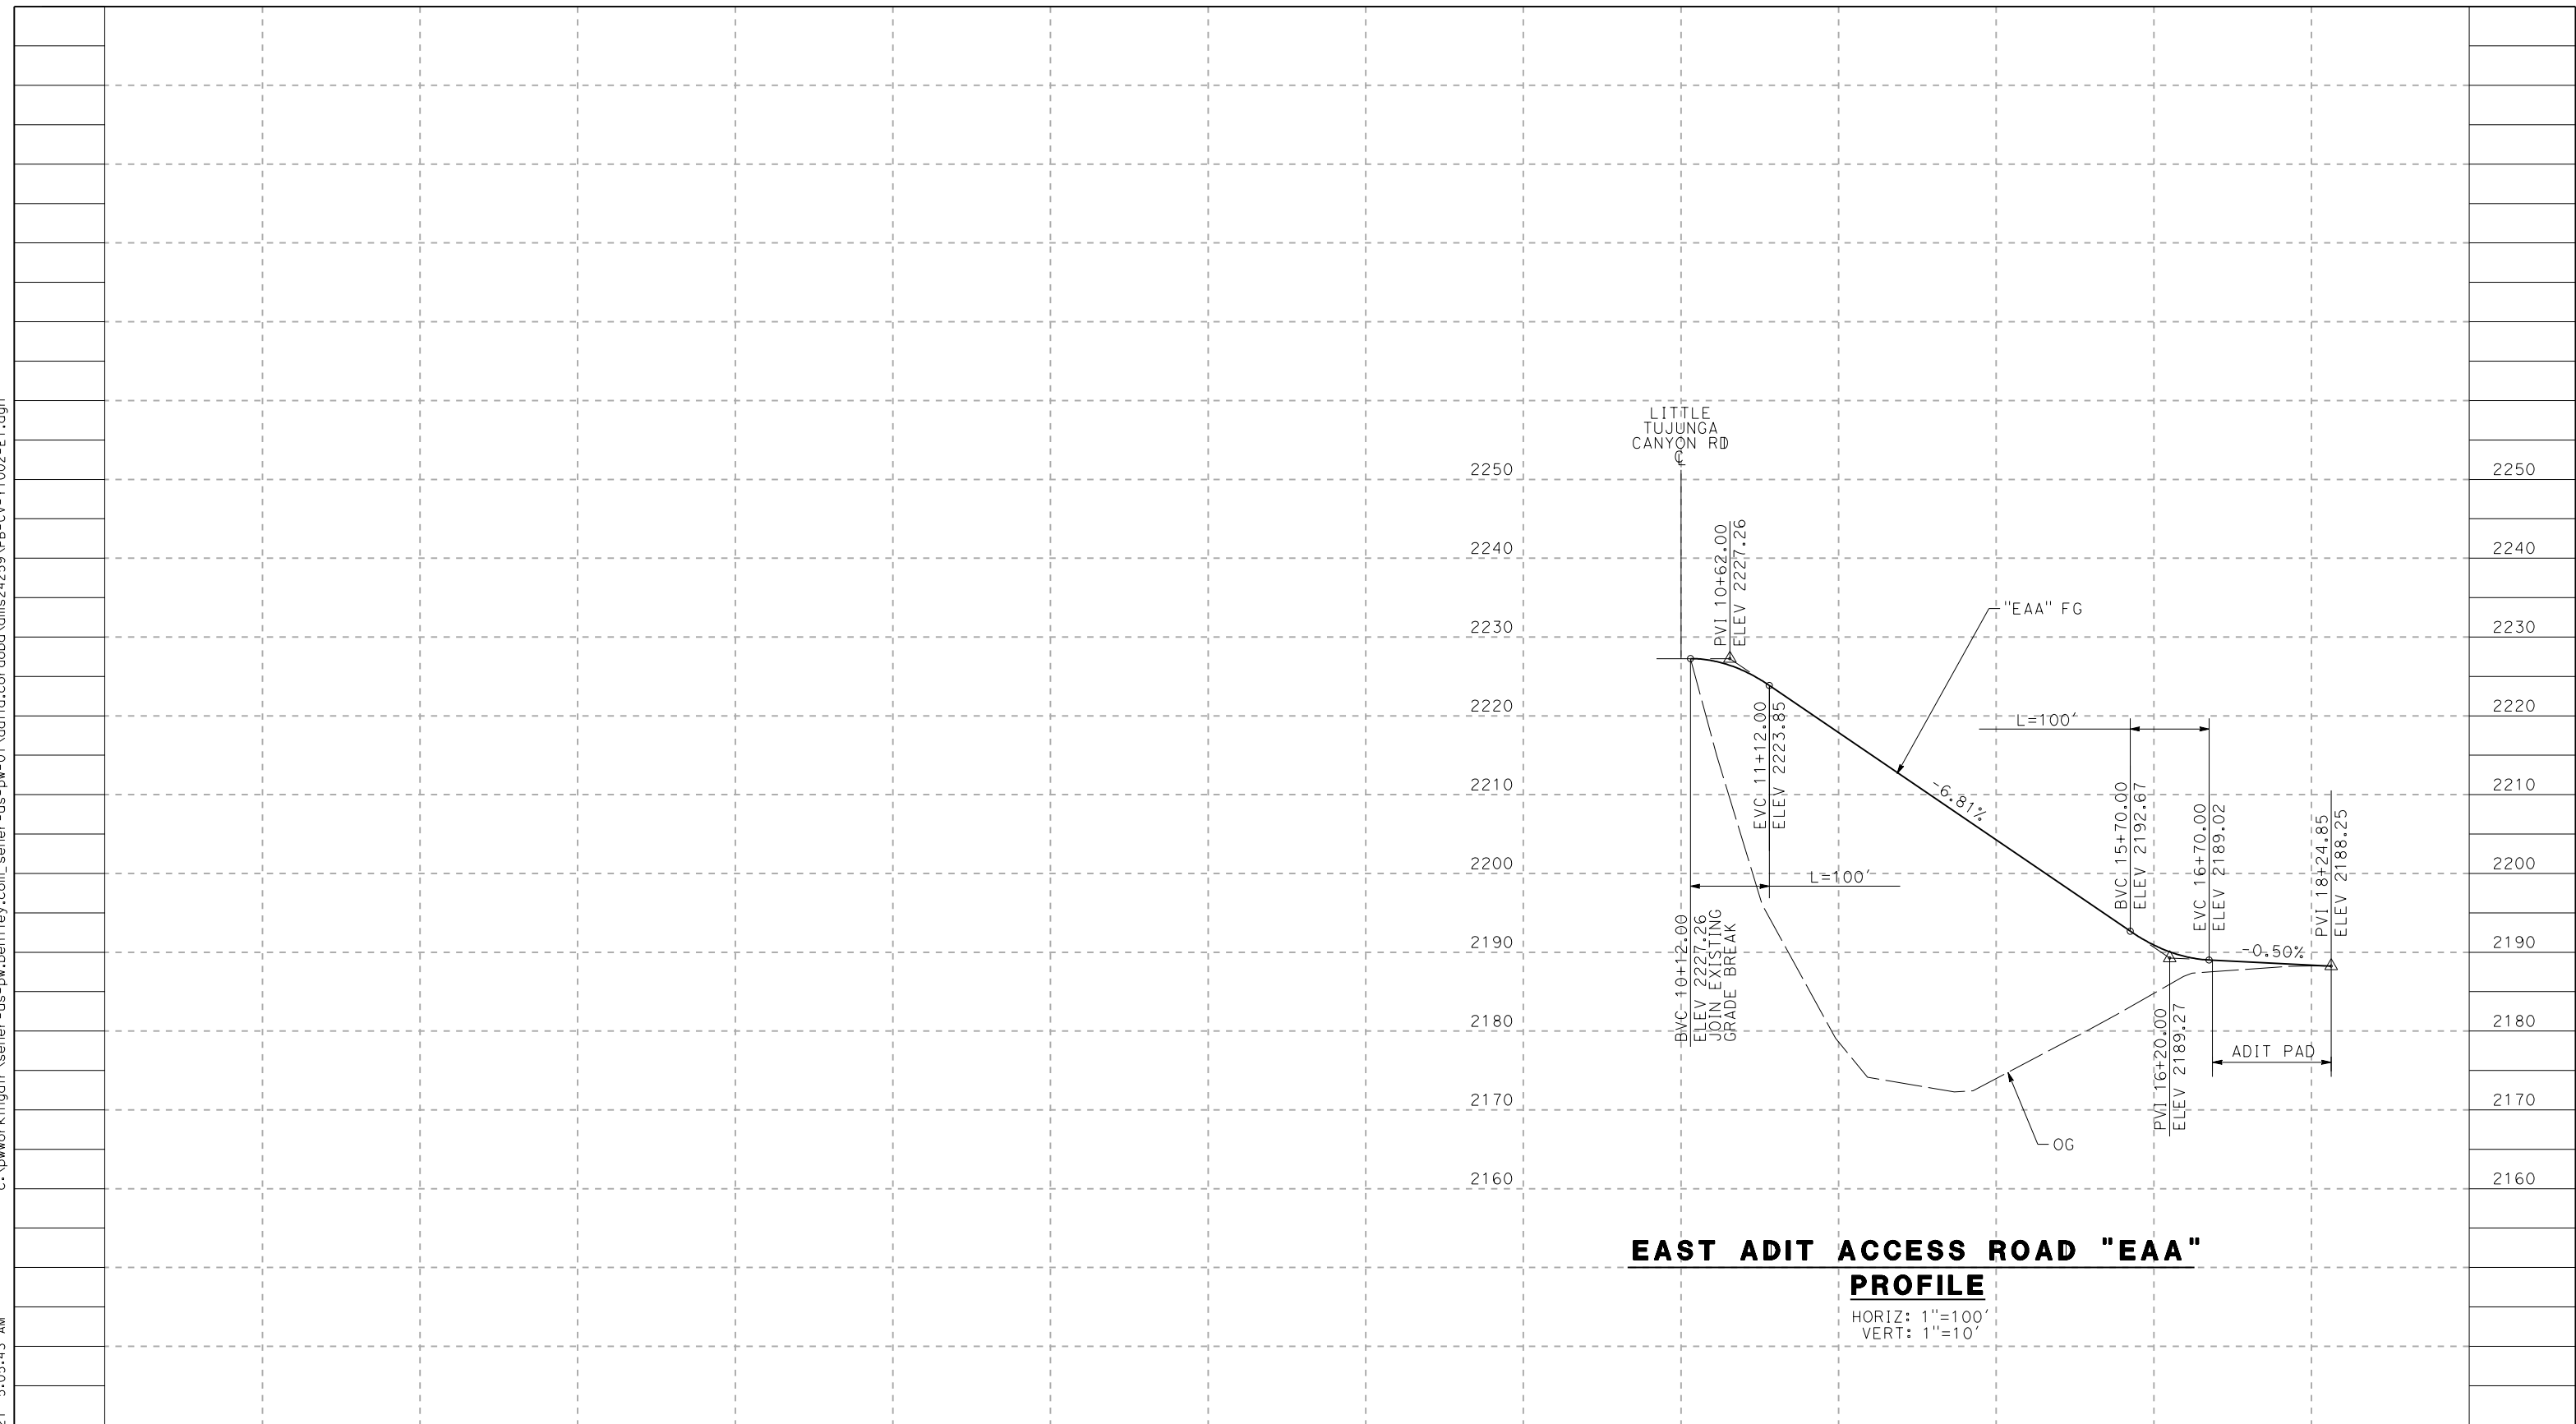 LITTLE
TUJUNGA
CANYON RD
℄
2250
2250
PVI 10+62.00
ELEV 2227.26
2240
2240
"EAA" FG
2230
2230
EVC 11+12.00
ELEV 2223.85
2220
2220
L=100'
2210
2210
-6.81%
BVC 15+70.00
ELEV 2192.67
EVC 16+70.00
ELEV 2189.02
PVI 18+24.85
ELEV 2188.25
2200
2200
L=100'
BVC 10+12.00
ELEV 2227.26
JOIN EXISTING
GRADE BREAK
2190
-0.50%
2190
2180
2180
PVI 16+20.00
ELEV 2189.27
ADIT PAD
2170
2170
OG
2160
2160
EAST ADIT ACCESS ROAD "EAA"
PROFILE
HORIZ: 1"=100'
VERT: 1"=10'